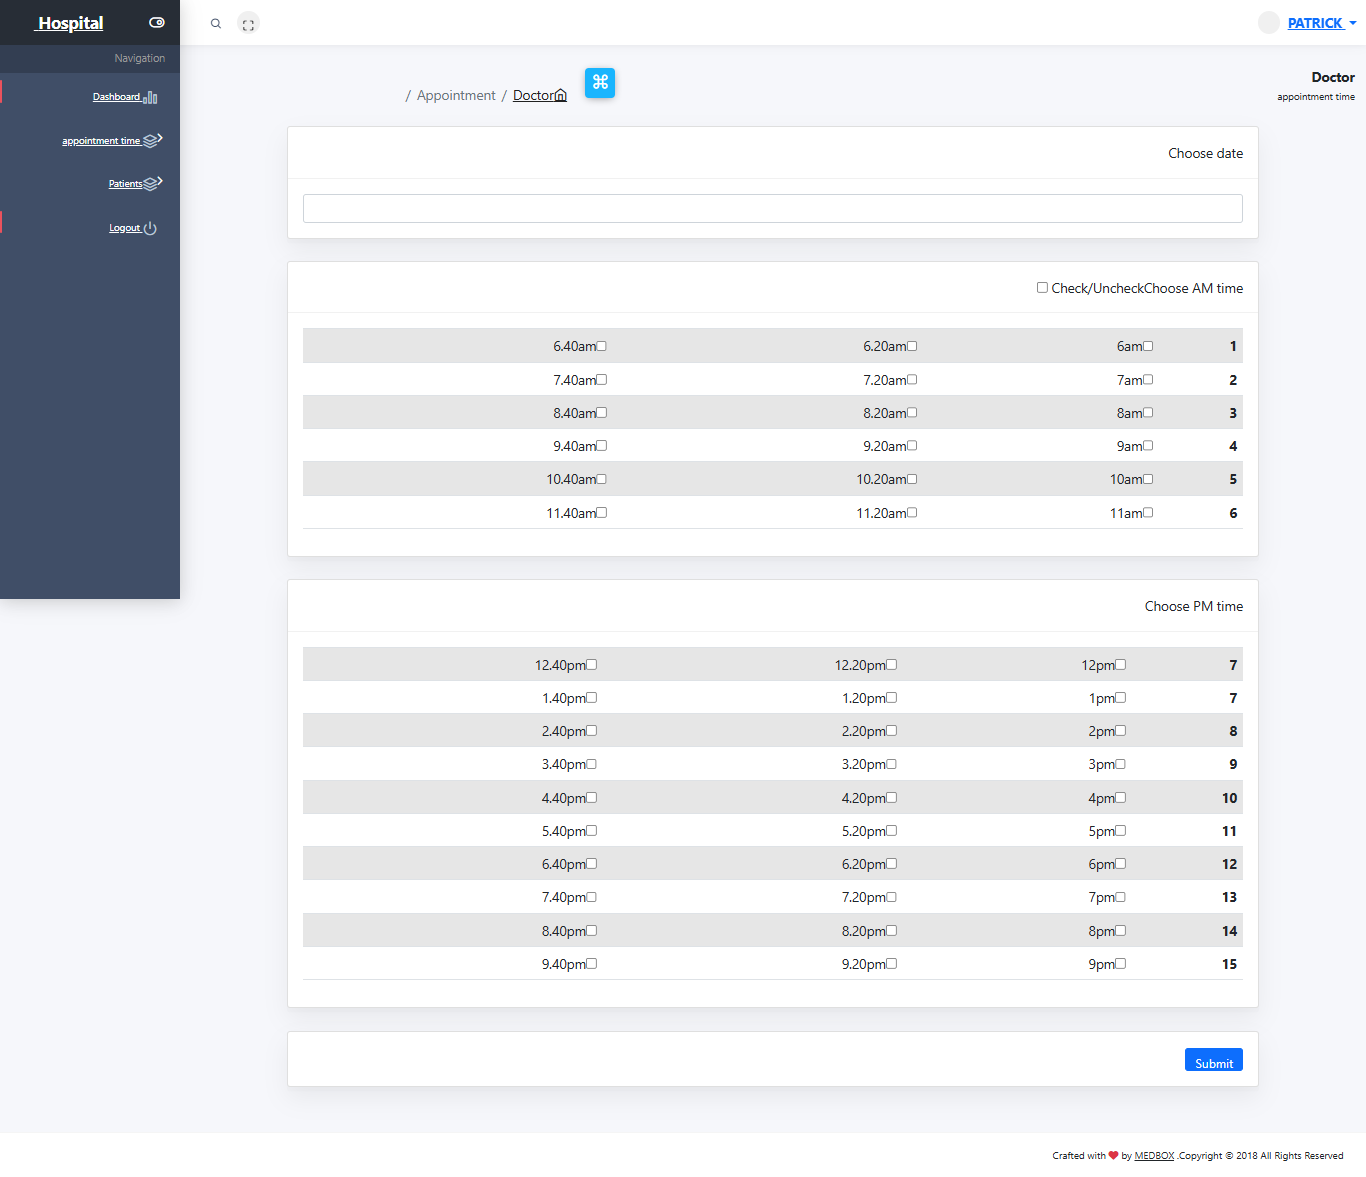 Hospital
PATRICK
Navigation
Dashboard
appointment time
Patients
Logout
/ Appointment / Doctor
Doctor
appointment time
Choose date
Check/UncheckChoose AM time
6.40am 6.20am 6am 1
7.40am 7.20am 7am 2
8.40am 8.20am 8am 3
9.40am 9.20am 9am 4
10.40am 10.20am 10am 5
11.40am 11.20am 11am 6
Choose PM time
12.40pm 12.20pm 12pm 7
1.40pm 1.20pm 1pm 7
2.40pm 2.20pm 2pm 8
3.40pm 3.20pm 3pm 9
4.40pm 4.20pm 4pm 10
5.40pm 5.20pm 5pm 11
6.40pm 6.20pm 6pm 12
7.40pm 7.20pm 7pm 13
8.40pm 8.20pm 8pm 14
9.40pm 9.20pm 9pm 15
Submit
Crafted with ❤ by MEDBOX .Copyright © 2018 All Rights Reserved